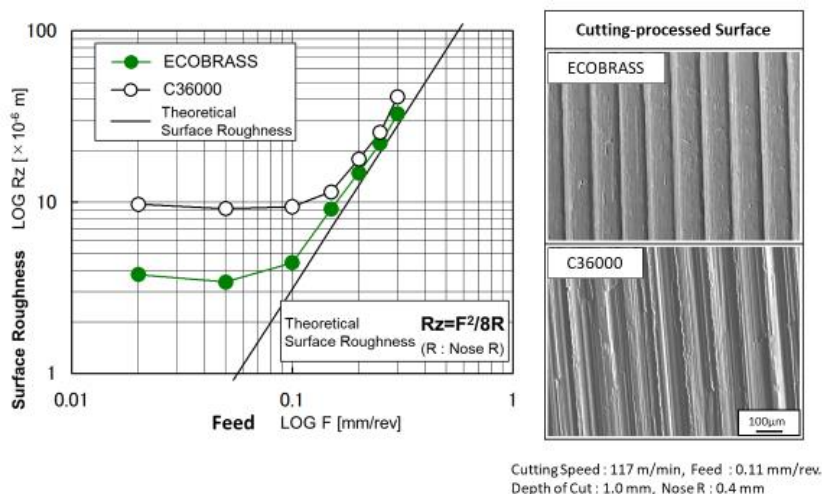 100
10
1
0.01
0.1
1
Surface Roughness LOG Rz [ × 10⁻⁶ m ]
Feed LOG F [mm/rev]
ECOBRASS
C36000
Theoretical
Surface Roughness
Theoretical
Surface Roughness
Rz=F²/8R
(R : Nose R)
Cutting-processed Surface
ECOBRASS
C36000
100μm
Cutting Speed : 117 m/min, Feed : 0.11 mm/rev.
Depth of Cut : 1.0 mm, Nose R : 0.4 mm